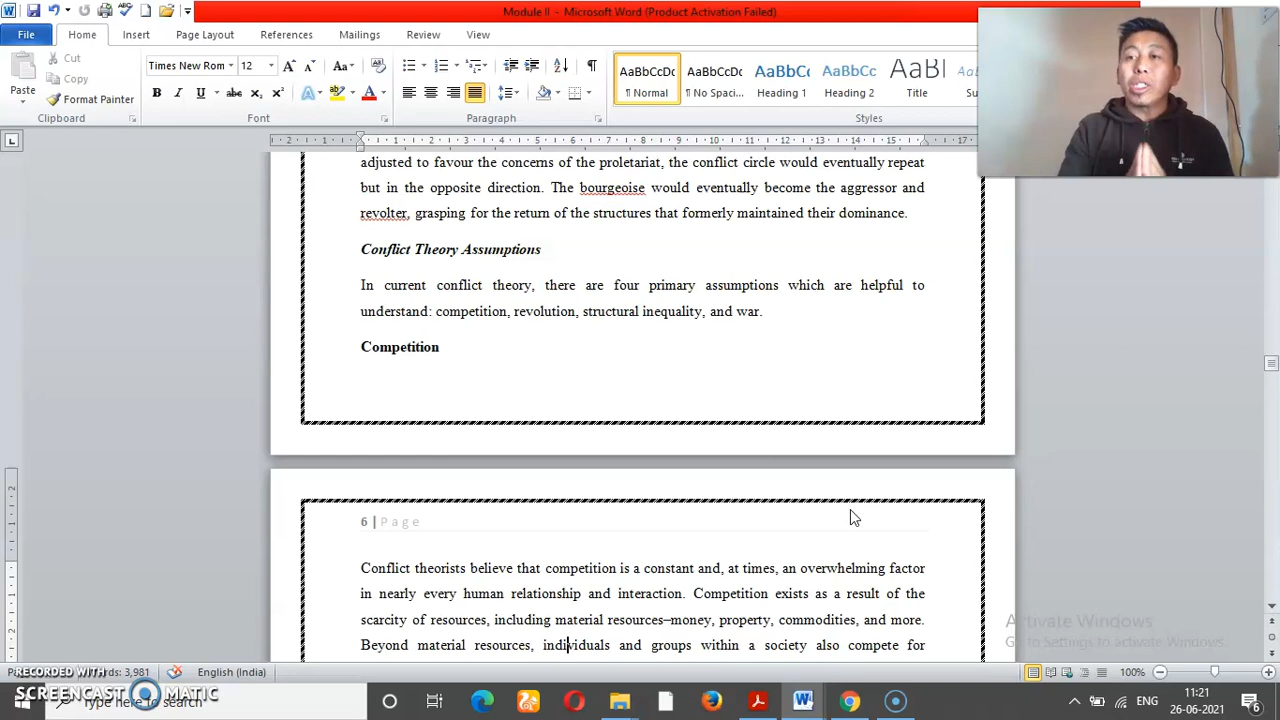 Module II - Microsoft Word (Product Activation Failed)
File Home Insert Page Layout References Mailings Review View
Cut
Copy
Format Painter
Paste
Clipboard
Times New Rom 12
Font
Paragraph
AaBbCcDc AaBbCcDc AaBbCc AaBbCc AaBl
¶ Normal ¶ No Spaci... Heading 1 Heading 2 Title
Styles
adjusted to favour the concerns of the proletariat, the conflict circle would eventually repeat
but in the opposite direction. The bourgeoise would eventually become the aggressor and
revolter, grasping for the return of the structures that formerly maintained their dominance.
Conflict Theory Assumptions
In current conflict theory, there are four primary assumptions which are helpful to
understand: competition, revolution, structural inequality, and war.
Competition
6 | Page
Conflict theorists believe that competition is a constant and, at times, an overwhelming factor
in nearly every human relationship and interaction. Competition exists as a result of the
scarcity of resources, including material resources–money, property, commodities, and more.
Beyond material resources, individuals and groups within a society also compete for
Activate Windows
Go to Settings to activate Windows.
3,981 English (India) 100%
RECORDED WITH
SCREENCAST MATIC
Type here to search
ENG
11:21
26-06-2021
6